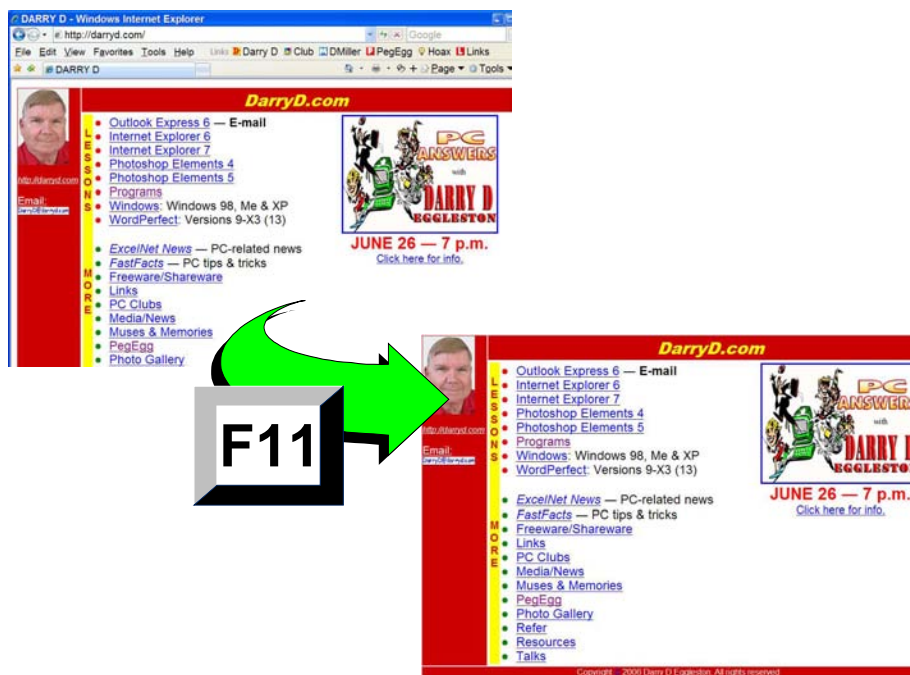 DARRY D - Windows Internet Explorer
http://darryd.com/ Google
File Edit View Favorites Tools Help Links Darry D Club DMiller PegEgg Hoax Links
DARRY D Page Tools
DarryD.com
http://darryd.com
Email:
DarryD@darryd.com
LESSONS
Outlook Express 6 — E-mail
Internet Explorer 6
Internet Explorer 7
Photoshop Elements 4
Photoshop Elements 5
Programs
Windows: Windows 98, Me & XP
WordPerfect: Versions 9-X3 (13)
MORE
ExcelNet News — PC-related news
FastFacts — PC tips & tricks
Freeware/Shareware
Links
PC Clubs
Media/News
Muses & Memories
PegEgg
Photo Gallery
PC
ANSWERS
with
DARRY D
EGGLESTON
JUNE 26 — 7 p.m.
Click here for info.
F11
DarryD.com
http://darryd.com
Email:
DarryD@darryd.com
LESSONS
Outlook Express 6 — E-mail
Internet Explorer 6
Internet Explorer 7
Photoshop Elements 4
Photoshop Elements 5
Programs
Windows: Windows 98, Me & XP
WordPerfect: Versions 9-X3 (13)
MORE
ExcelNet News — PC-related news
FastFacts — PC tips & tricks
Freeware/Shareware
Links
PC Clubs
Media/News
Muses & Memories
PegEgg
Photo Gallery
Refer
Resources
Talks
PC
ANSWERS
with
DARRY D
EGGLESTON
JUNE 26 — 7 p.m.
Click here for info.
Copyright 2006 Darry D Eggleston. All rights reserved